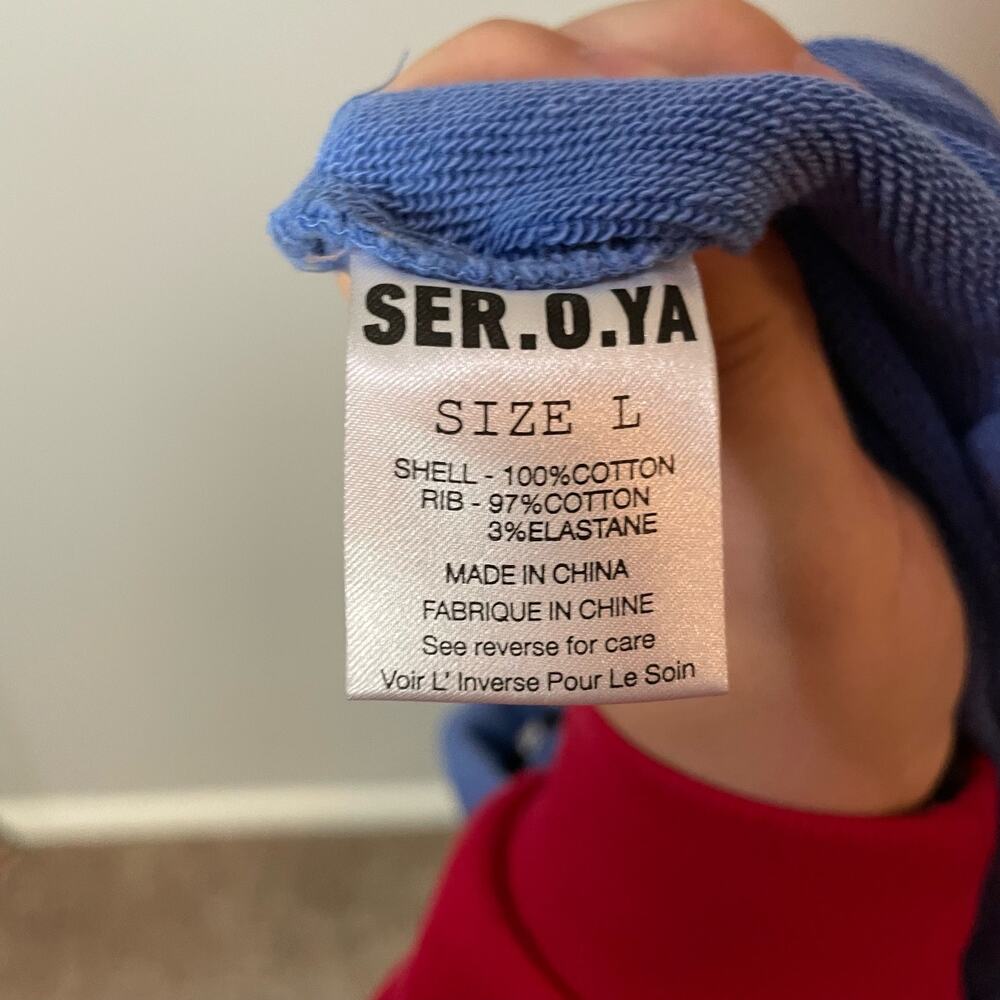 SER.O.YA
SIZE L
SHELL - 100%COTTON
RIB - 97%COTTON
3%ELASTANE
MADE IN CHINA
FABRIQUE IN CHINE
See reverse for care
Voir L' Inverse Pour Le Soin